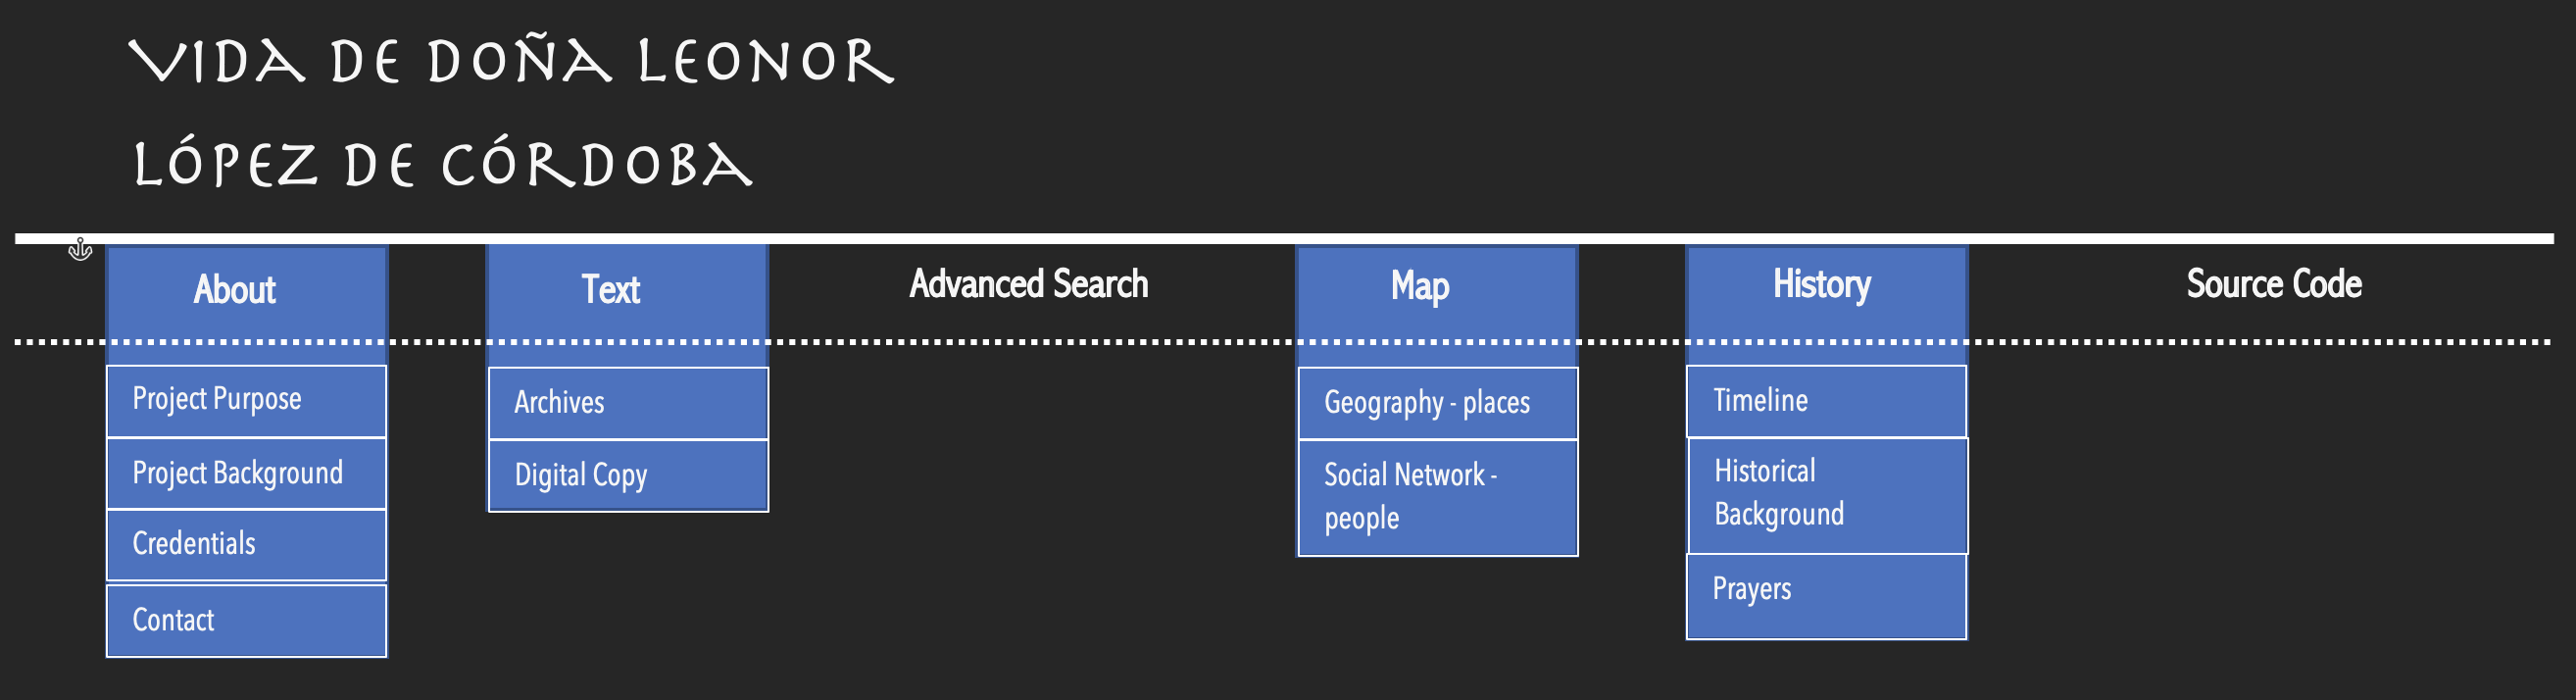 VIDA DE DOÑA LEONOR
LÓPEZ DE CÓRDOBA
About
Text
Advanced Search
Map
History
Source Code
Project Purpose
Project Background
Credentials
Contact
Archives
Digital Copy
Geography - places
Social Network -
people
Timeline
Historical
Background
Prayers